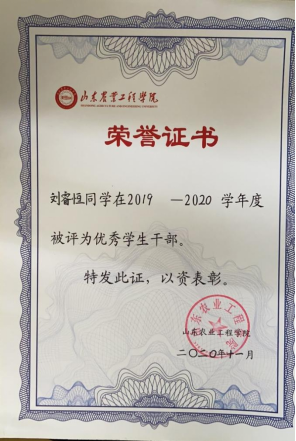 山东农业工程学院
荣誉证书
刘睿恒同学在2019 —2020 学年度
被评为优秀学生干部。
特发此证，以资表彰。
山东农业工程学院
二〇二〇年十一月